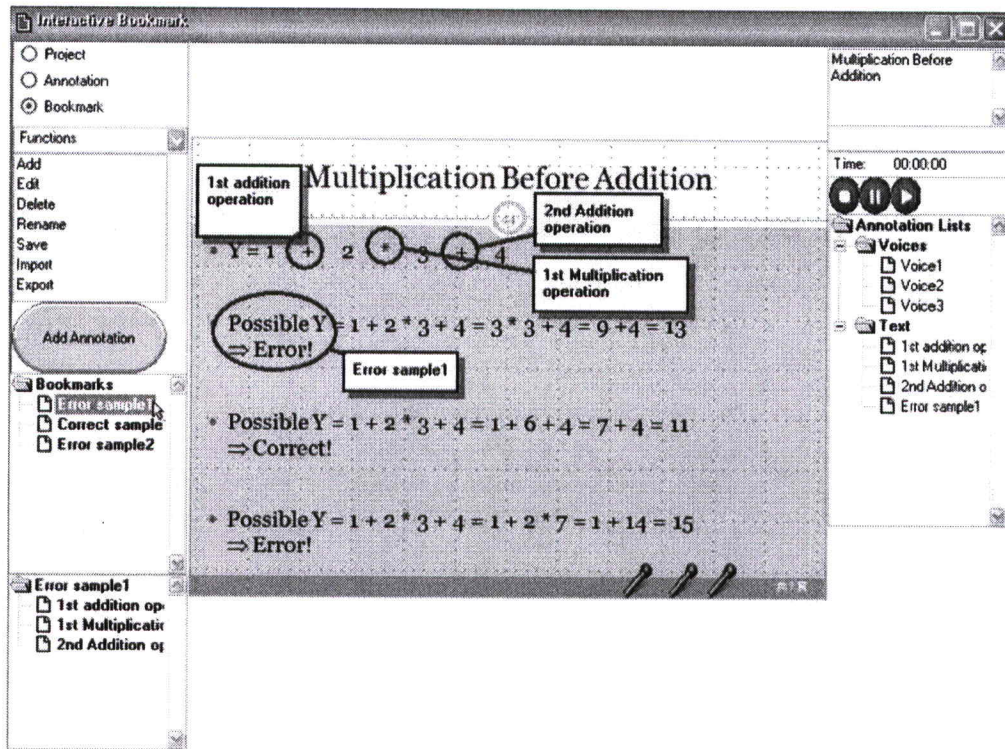 Interactive Bookmark
Project
Annotation
Bookmark
Functions
Add
Edit
Delete
Rename
Save
Import
Export
Add Annotation
Bookmarks
Error sample1
Correct sample
Error sample2
Error sample1
1st addition op
1st Multiplicatic
2nd Addition op
Multiplication Before Addition
1st addition
operation
2nd Addition
operation
1st Multiplication
operation
• Y = 1 + 2 * 3 + 4
Possible Y = 1 + 2 * 3 + 4 = 3 * 3 + 4 = 9 +4 = 13
⇒ Error!
Error sample1
• Possible Y = 1 + 2 * 3 + 4 = 1 + 6 + 4 = 7 + 4 = 11
⇒ Correct!
• Possible Y = 1 + 2 * 3 + 4 = 1 + 2 * 7 = 1 + 14 = 15
⇒ Error!
Multiplication Before
Addition
Time: 00:00:00
Annotation Lists
Voices
Voice1
Voice2
Voice3
Text
1st addition op
1st Multiplicati
2nd Addition o
Error sample1